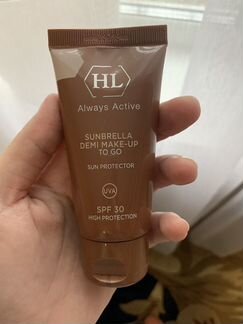 HL
Always Active
SUNBRELLA
DEMI MAKE-UP
TO GO
SUN PROTECTOR
UVA
SPF 30
HIGH PROTECTION